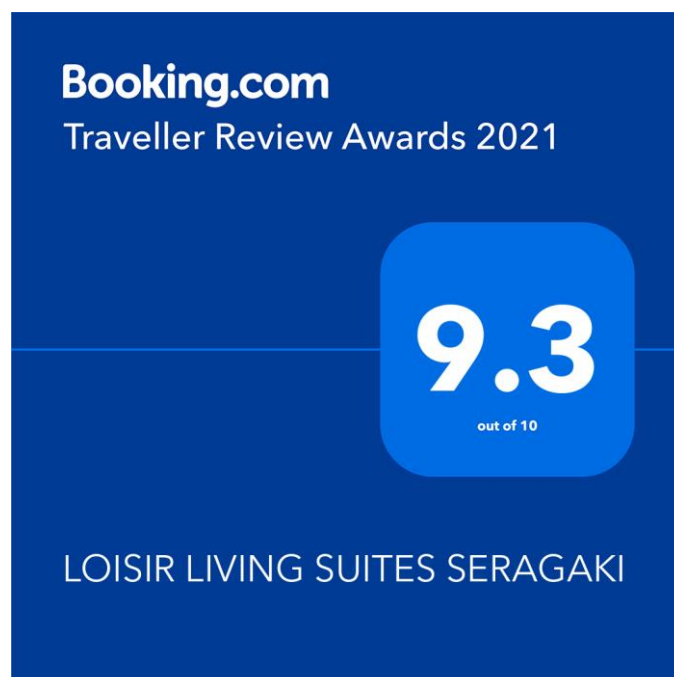 Booking.com
Traveller Review Awards 2021
9.3
out of 10
LOISIR LIVING SUITES SERAGAKI